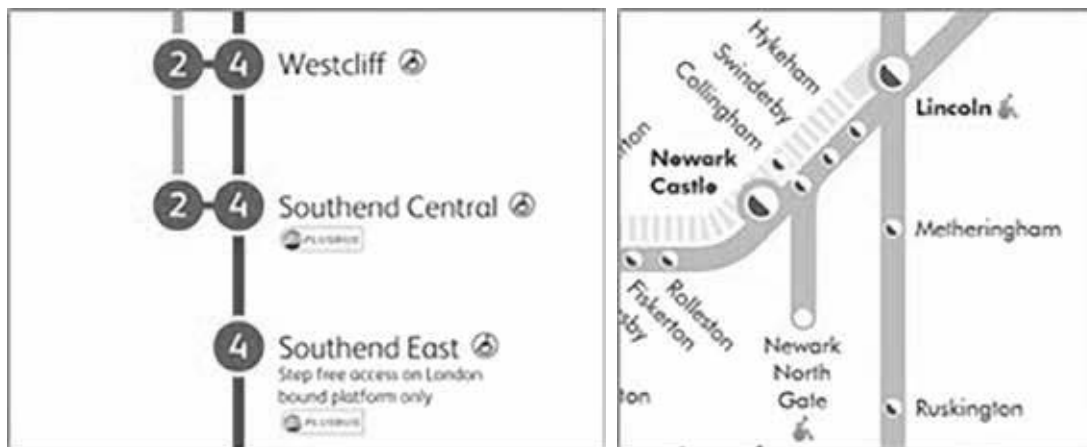 2 4 Westcliff
2 4 Southend Central
PLUSBUS
4 Southend East
Step free access on London
bound platform only
PLUSBUS
Hykeham
Swinderby
Collingham
Lincoln
Newark
Castle
Metheringham
Rolleston
Fiskerton
Newark
North
Gate
Ruskington